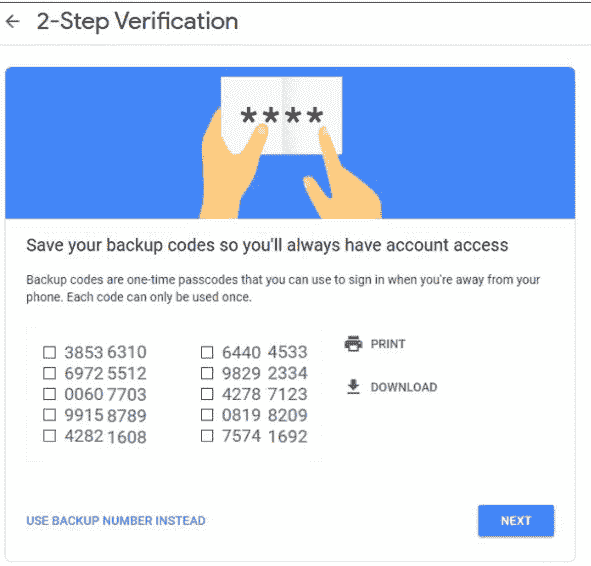 ← 2-Step Verification
****
Save your backup codes so you'll always have account access
Backup codes are one-time passcodes that you can use to sign in when you're away from your
phone. Each code can only be used once.
3853 6310
6972 5512
0060 7703
9915 8789
4282 1608
6440 4533
9829 2334
4278 7123
0819 8209
7574 1692
PRINT
DOWNLOAD
USE BACKUP NUMBER INSTEAD
NEXT